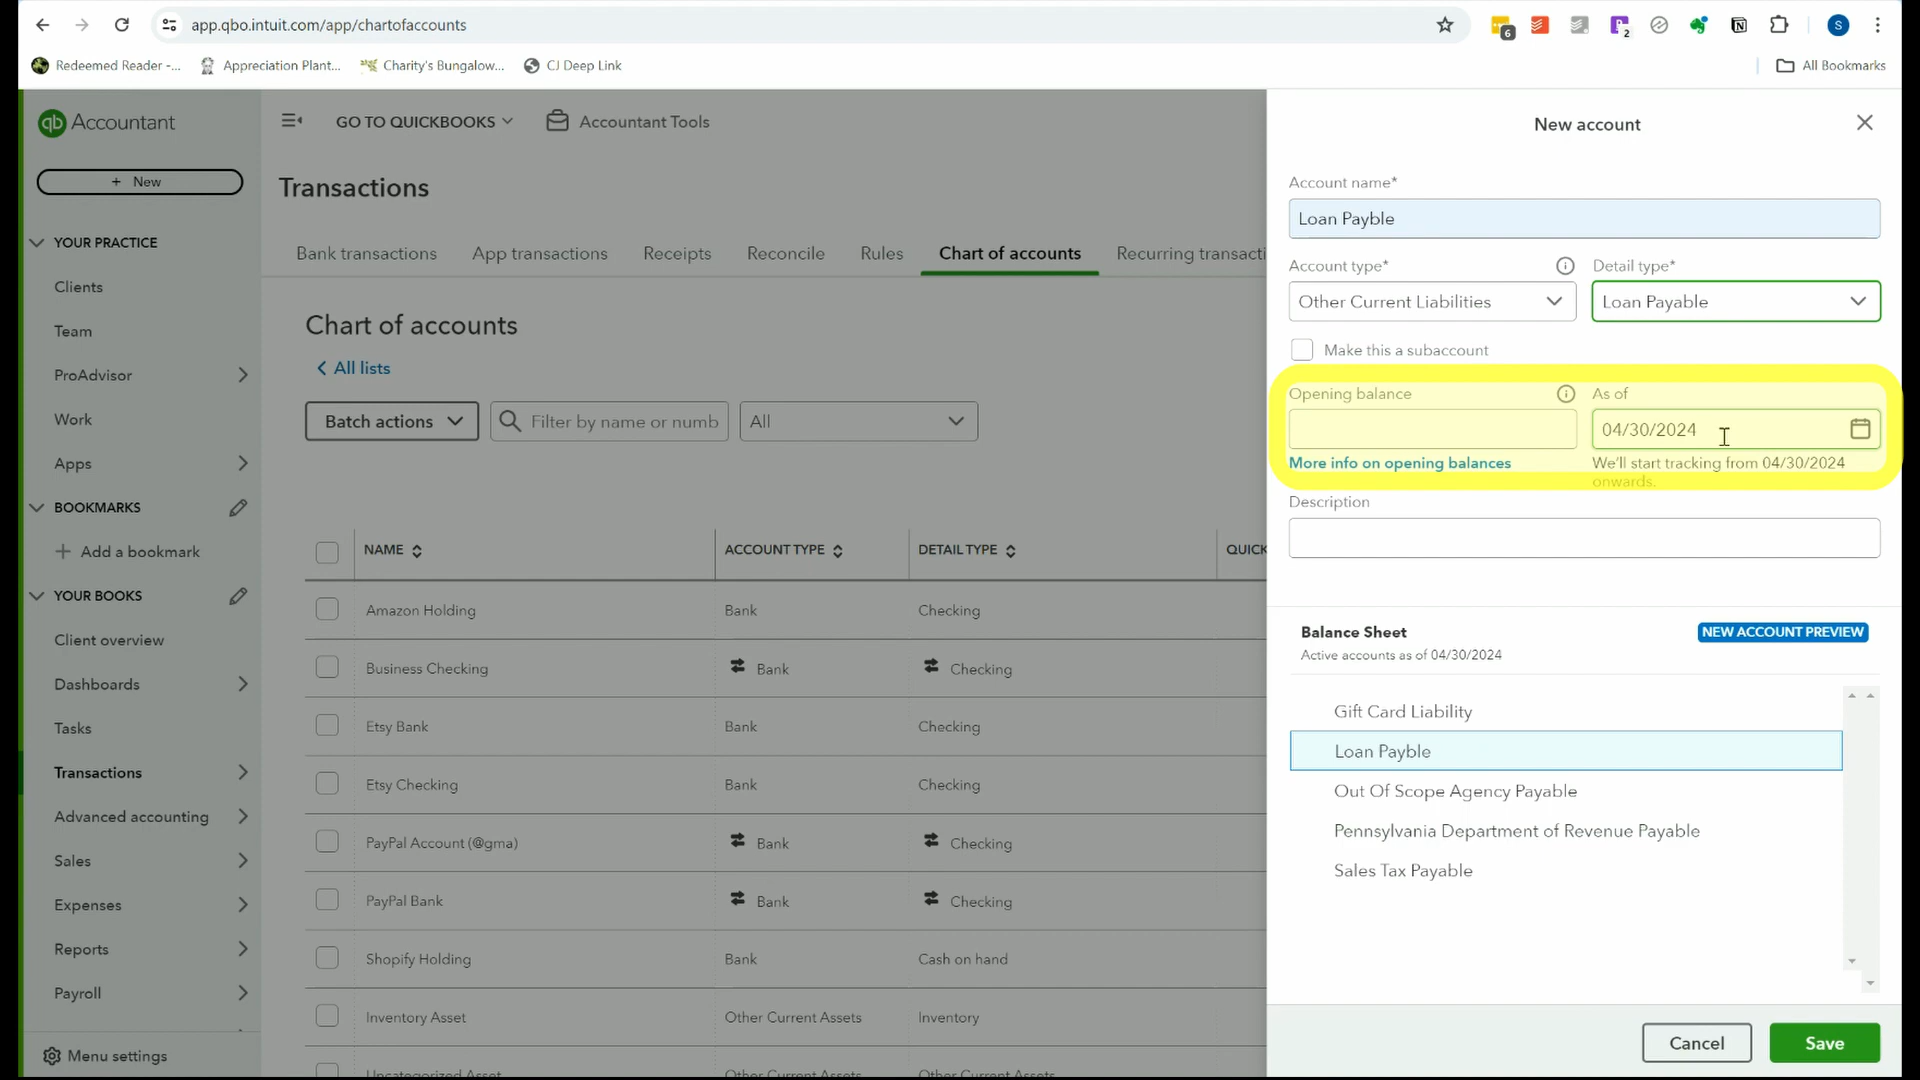 app.qbo.intuit.com/app/chartofaccounts
6
2
S
Redeemed Reader -...
Appreciation Plant...
Charity's Bungalow...
CJ Deep Link
All Bookmarks
qb Accountant
+ New
YOUR PRACTICE
Clients
Team
ProAdvisor
Work
Apps
BOOKMARKS
+ Add a bookmark
YOUR BOOKS
Client overview
Dashboards
Tasks
Transactions
Advanced accounting
Sales
Expenses
Reports
Payroll
Menu settings
GO TO QUICKBOOKS
Accountant Tools
Transactions
Bank transactions
App transactions
Receipts
Reconcile
Rules
Chart of accounts
Recurring transacti
Chart of accounts
All lists
Batch actions
Filter by name or numb
All
NAME
ACCOUNT TYPE
DETAIL TYPE
QUICK
Amazon Holding
Bank
Checking
Business Checking
Bank
Checking
Etsy Bank
Bank
Checking
Etsy Checking
Bank
Checking
PayPal Account (@gma)
Bank
Checking
PayPal Bank
Bank
Checking
Shopify Holding
Bank
Cash on hand
Inventory Asset
Other Current Assets
Inventory
Uncategorized Asset
Other Current Assets
Other Current Assets
New account
Account name*
Loan Payble
Account type*
Detail type*
Other Current Liabilities
Loan Payable
Make this a subaccount
Opening balance
As of
04/30/2024
More info on opening balances
We'll start tracking from 04/30/2024
onwards.
Description
Balance Sheet
NEW ACCOUNT PREVIEW
Active accounts as of 04/30/2024
Gift Card Liability
Loan Payble
Out Of Scope Agency Payable
Pennsylvania Department of Revenue Payable
Sales Tax Payable
Cancel
Save